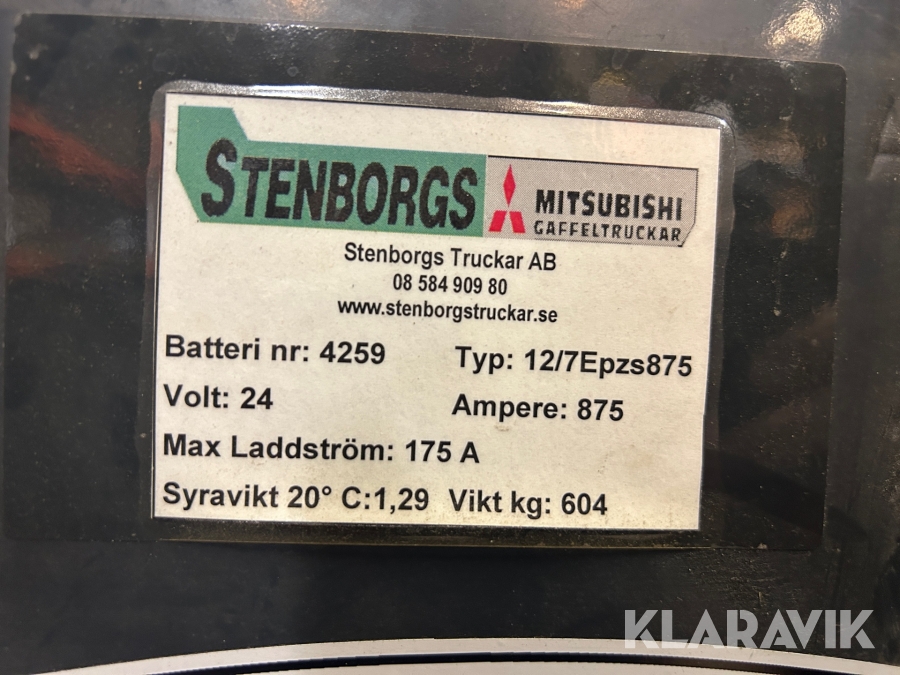 STENBORGS
MITSUBISHI
GAFFELTRUCKAR
Stenborgs Truckar AB
08 584 909 80
www.stenborgstruckar.se
Batteri nr: 4259 Typ: 12/7Epzs875
Volt: 24 Ampere: 875
Max Laddström: 175 A
Syravikt 20° C:1,29 Vikt kg: 604
KLARAVIK